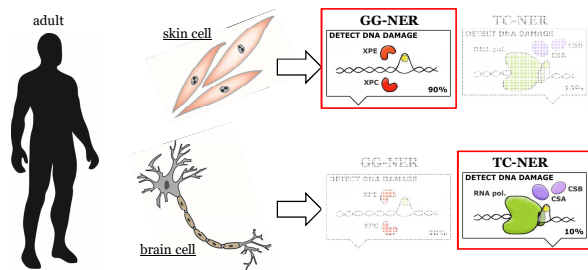 adult
skin cell
GG-NER
DETECT DNA DAMAGE
XPE
XPC
90%
TC-NER
DETECT DNA DAMAGE
RNA pol.
CSB
CSA
10%
brain cell
GG-NER
DETECT DNA DAMAGE
XPE
XPC
90%
TC-NER
DETECT DNA DAMAGE
RNA pol.
CSB
CSA
10%